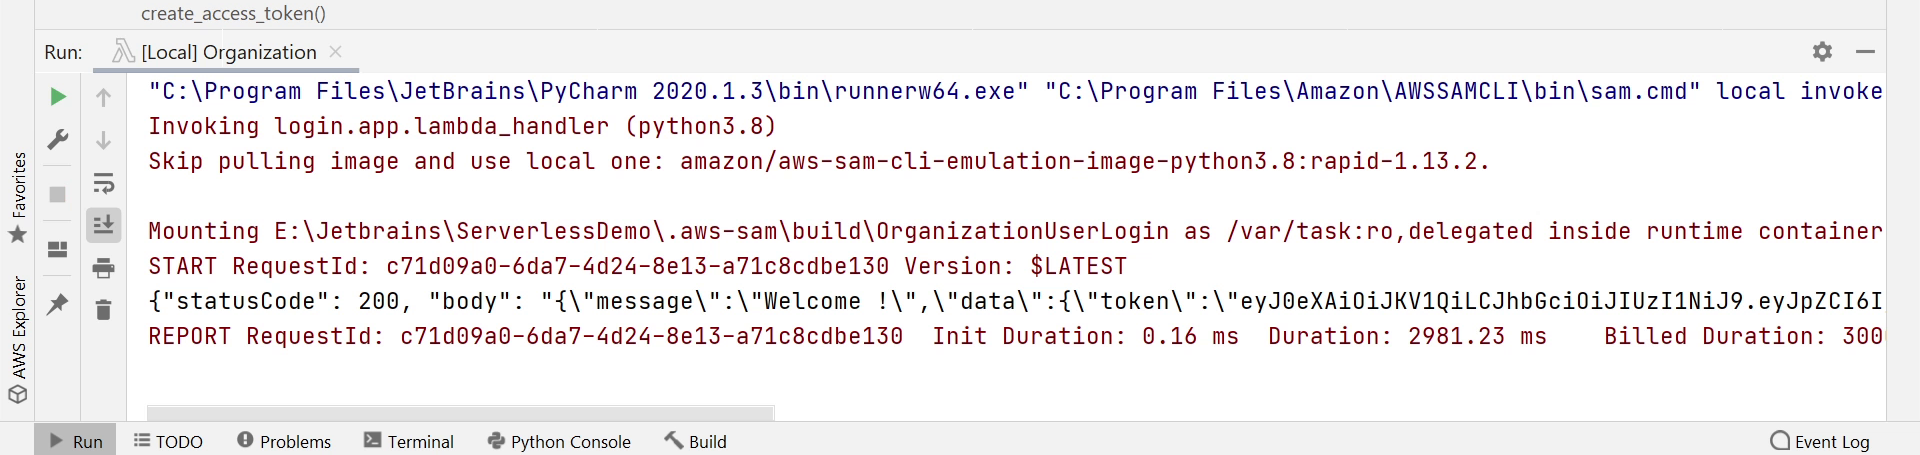 create_access_token()
Run: [Local] Organization
"C:\Program Files\JetBrains\PyCharm 2020.1.3\bin\runnerw64.exe" "C:\Program Files\Amazon\AWSSAMCLI\bin\sam.cmd" local invoke
Invoking login.app.lambda_handler (python3.8)
Skip pulling image and use local one: amazon/aws-sam-cli-emulation-image-python3.8:rapid-1.13.2.
Mounting E:\Jetbrains\ServerlessDemo\.aws-sam\build\OrganizationUserLogin as /var/task:ro,delegated inside runtime container
START RequestId: c71d09a0-6da7-4d24-8e13-a71c8cdbe130 Version: $LATEST
{"statusCode": 200, "body": "{\"message\":\"Welcome !\",\"data\":{\"token\":\"eyJ0eXAiOiJKV1QiLCJhbGciOiJIUzI1NiJ9.eyJpZCI6I
REPORT RequestId: c71d09a0-6da7-4d24-8e13-a71c8cdbe130 Init Duration: 0.16 ms Duration: 2981.23 ms Billed Duration: 300
Favorites
AWS Explorer
Run TODO Problems Terminal Python Console Build Event Log